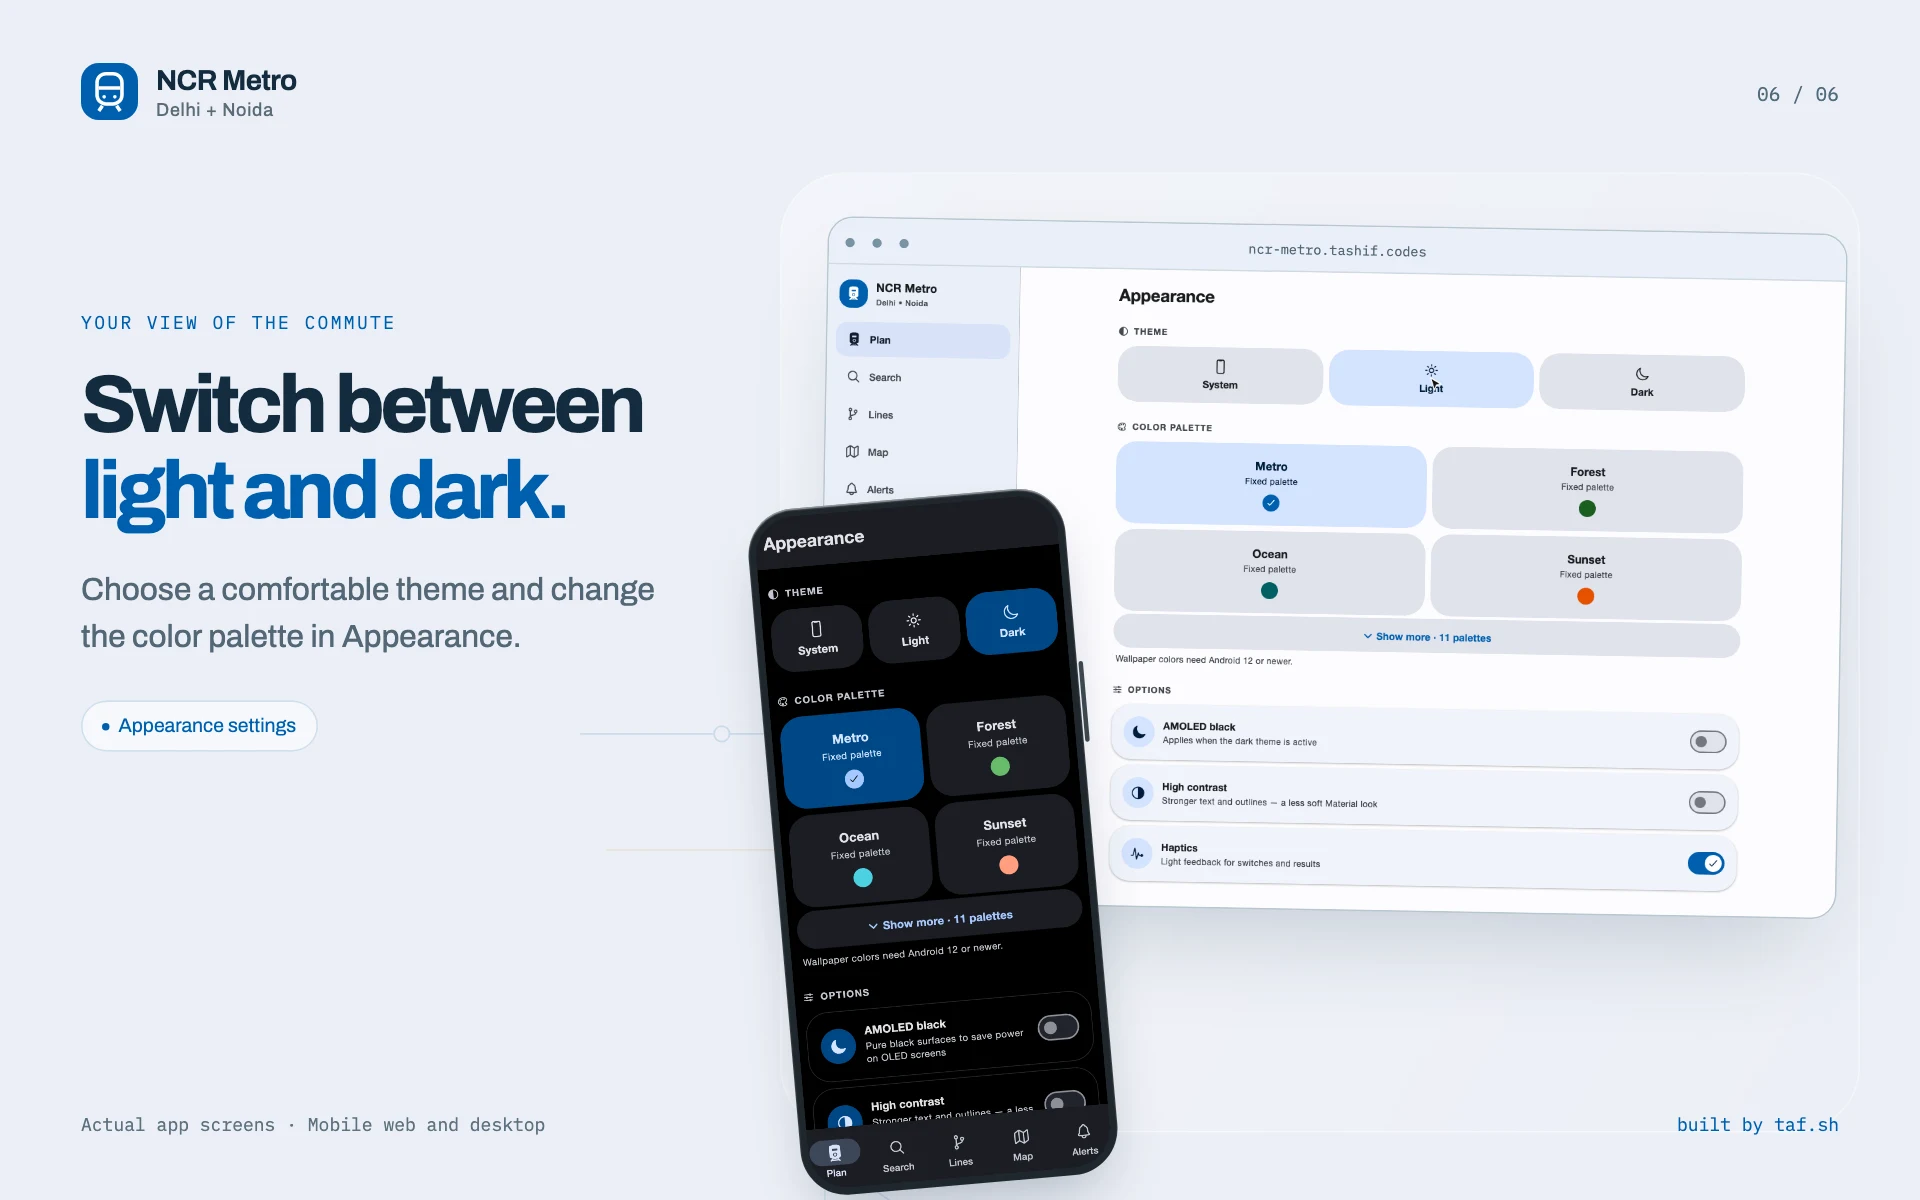 NCR Metro
Delhi + Noida
06 / 06
YOUR VIEW OF THE COMMUTE
Switch between
light and dark.
Choose a comfortable theme and change
the color palette in Appearance.
Appearance settings
ncr-metro.tashif.codes
NCR Metro
Delhi • Noida
Plan
Search
Lines
Map
Alerts
Appearance
THEME
System
Light
Dark
COLOR PALETTE
Metro
Fixed palette
Forest
Fixed palette
Ocean
Fixed palette
Sunset
Fixed palette
Show more · 11 palettes
Wallpaper colors need Android 12 or newer.
OPTIONS
AMOLED black
Applies when the dark theme is active
High contrast
Stronger text and outlines — a less soft Material look
Haptics
Light feedback for switches and results
Appearance
THEME
System
Light
Dark
COLOR PALETTE
Metro
Fixed palette
Forest
Fixed palette
Ocean
Fixed palette
Sunset
Fixed palette
Show more · 11 palettes
Wallpaper colors need Android 12 or newer.
OPTIONS
AMOLED black
Pure black surfaces to save power
on OLED screens
High contrast
Stronger text and outlines — a less
Plan
Search
Lines
Map
Alerts
Actual app screens · Mobile web and desktop
built by taf.sh